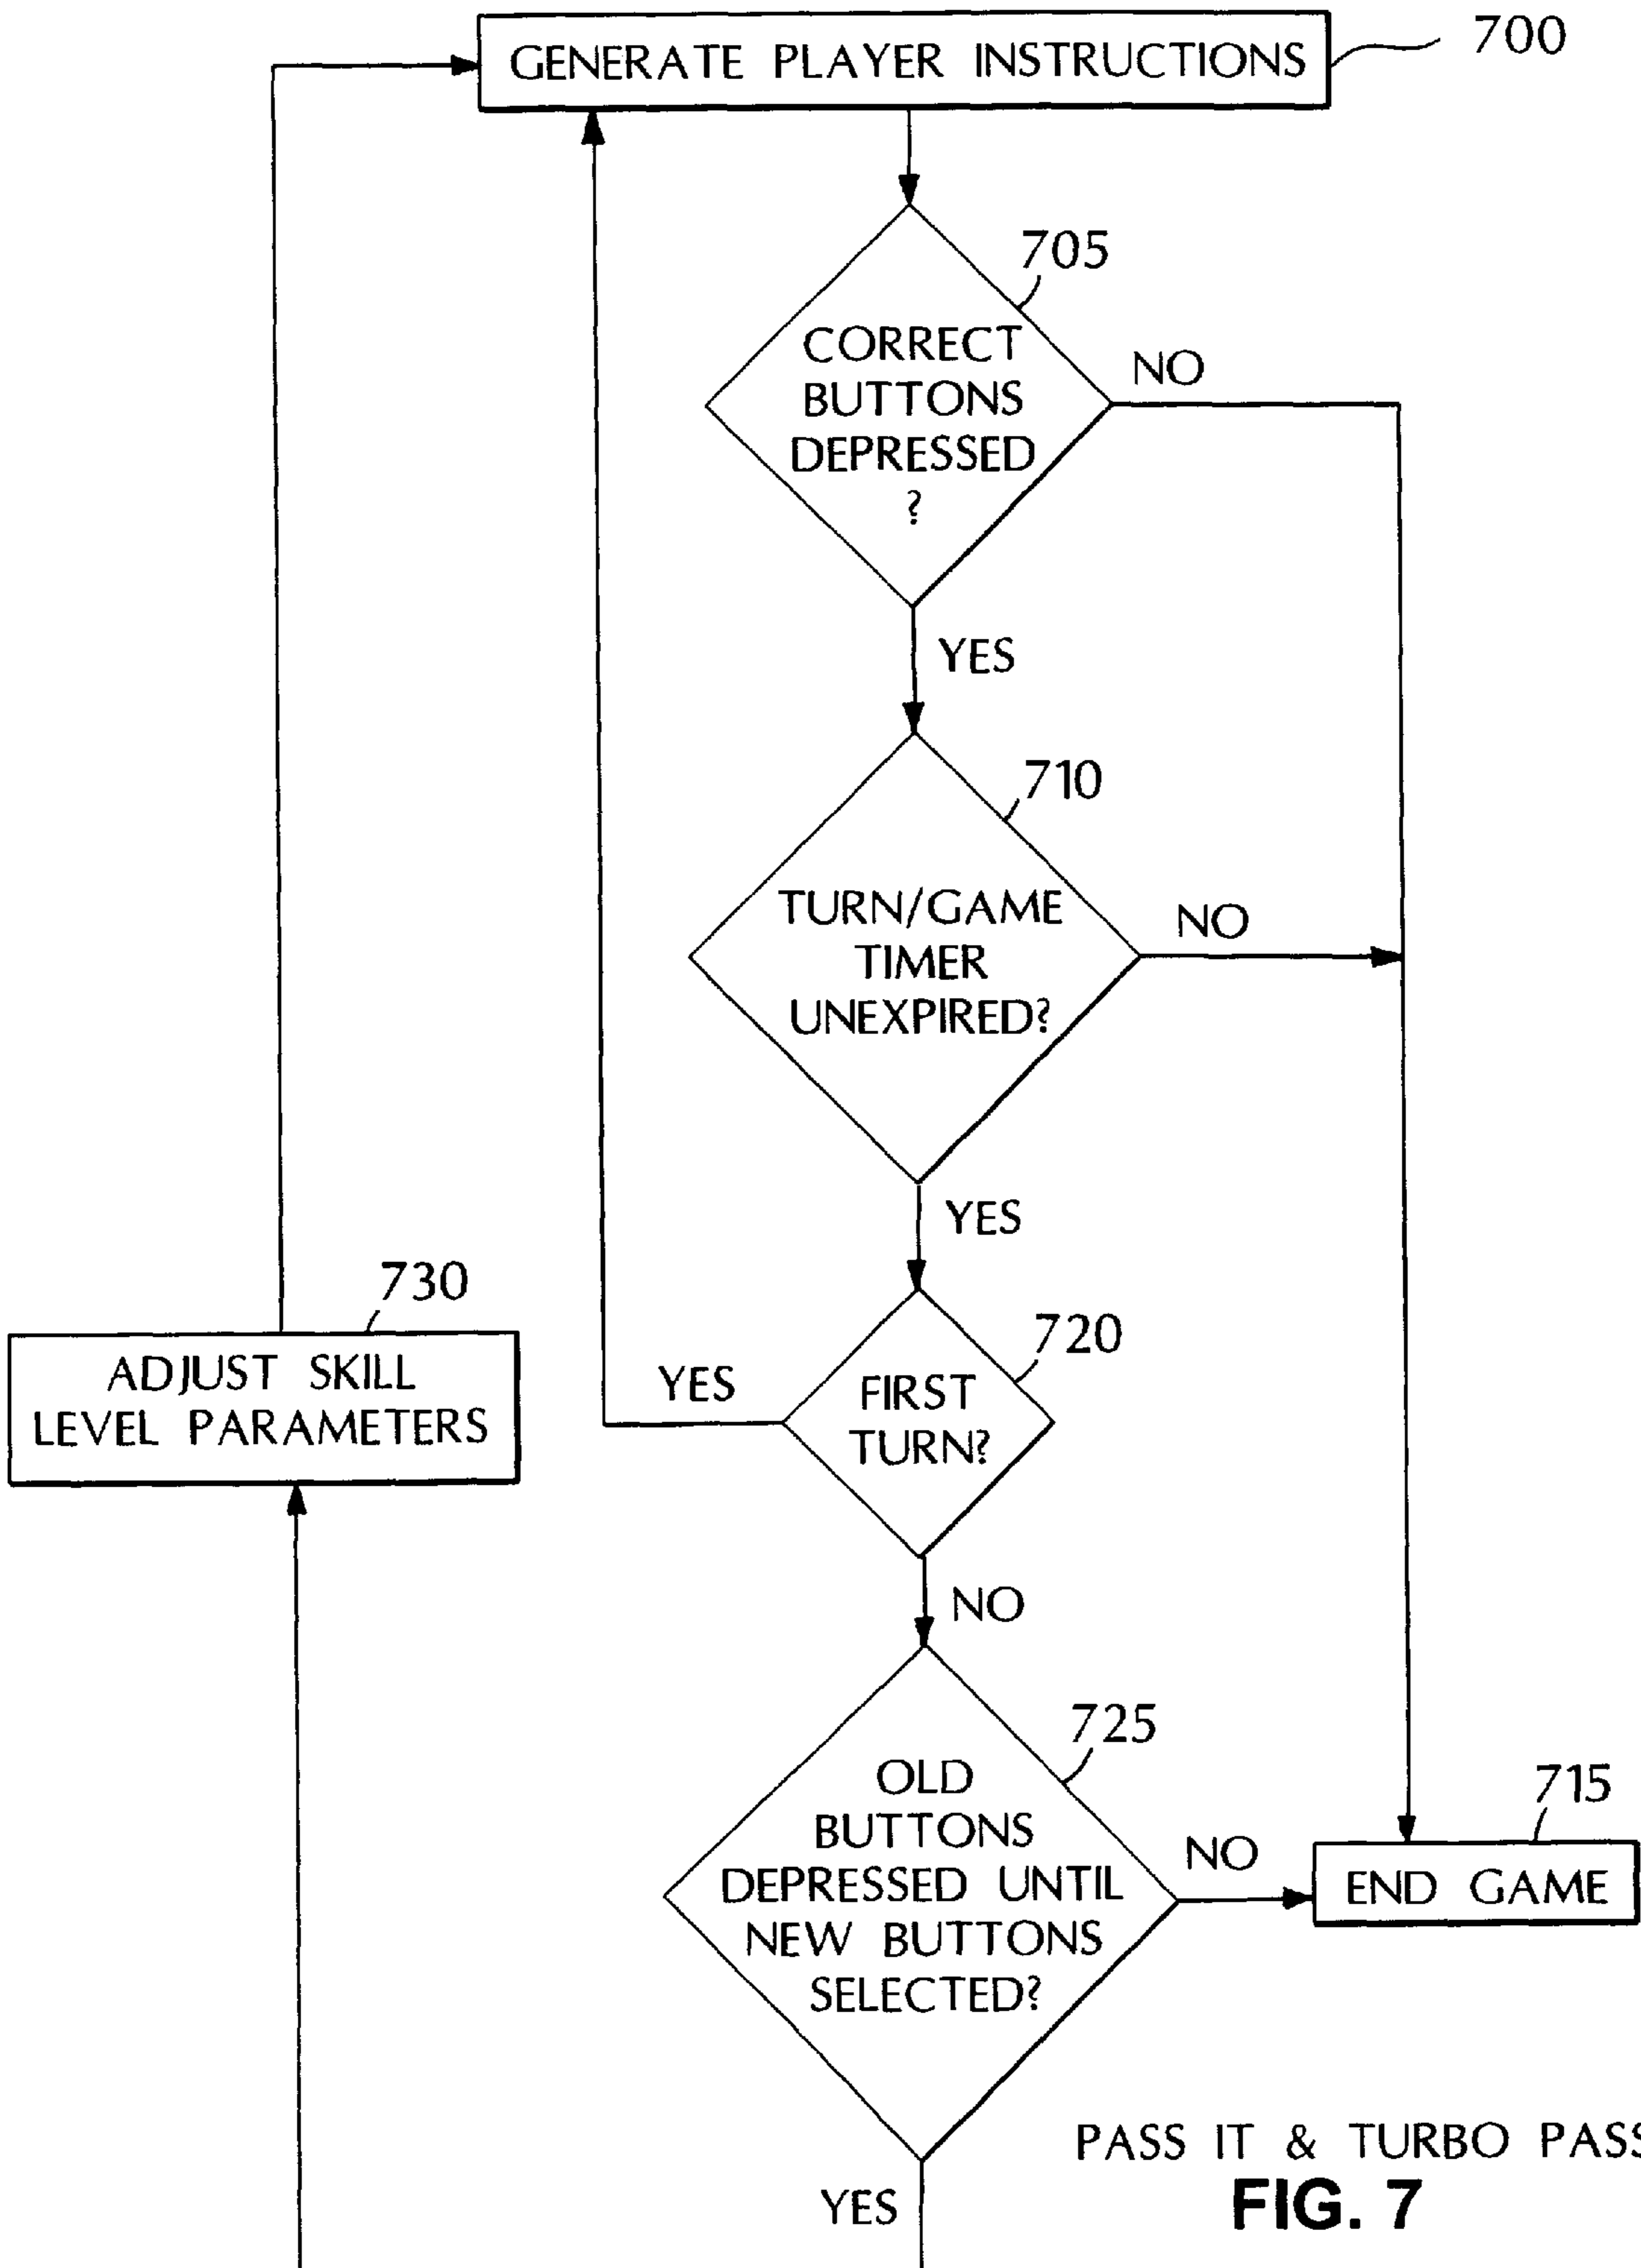 GENERATE PLAYER INSTRUCTIONS
700
705
CORRECT
BUTTONS
DEPRESSED
?
NO
YES
710
TURN/GAME
TIMER
UNEXPIRED?
NO
YES
730
ADJUST SKILL
LEVEL PARAMETERS
720
FIRST
TURN?
YES
NO
725
OLD
BUTTONS
DEPRESSED UNTIL
NEW BUTTONS
SELECTED?
NO
715
END GAME
YES
PASS IT & TURBO PASS
FIG. 7